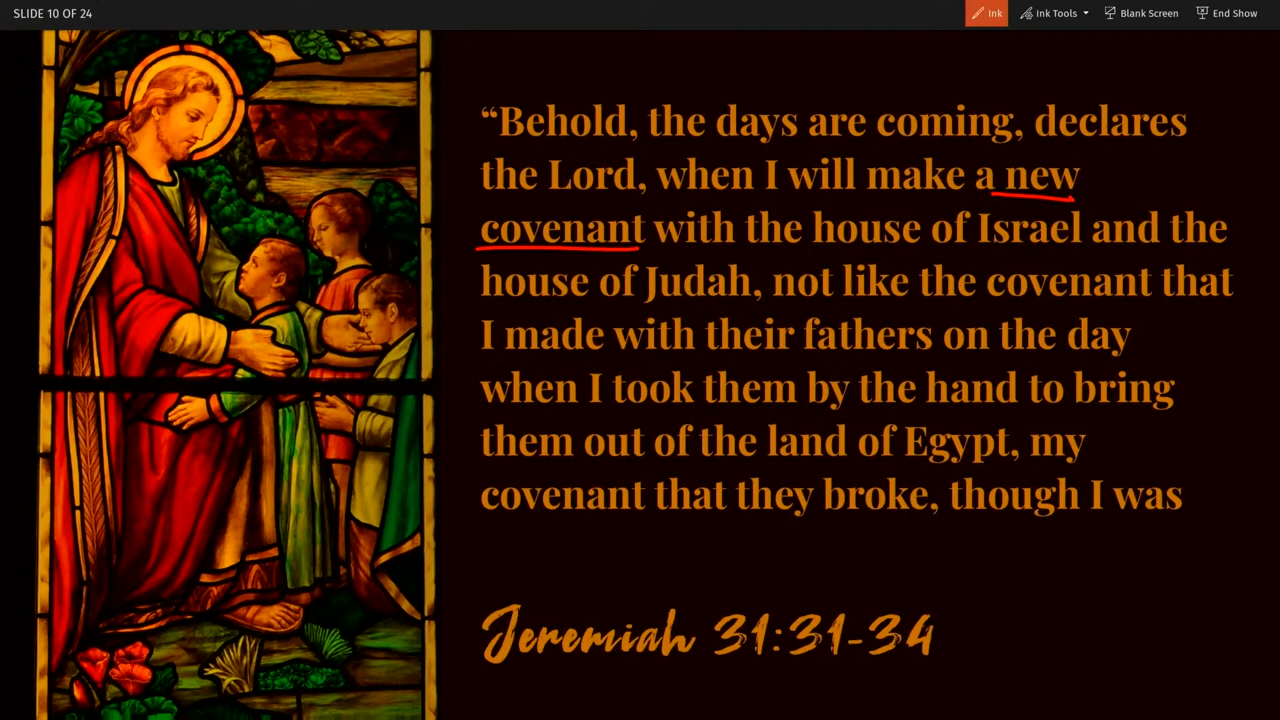 SLIDE 10 OF 24
Ink
Ink Tools
Blank Screen
End Show
“Behold, the days are coming, declares
the Lord, when I will make a new
covenant with the house of Israel and the
house of Judah, not like the covenant that
I made with their fathers on the day
when I took them by the hand to bring
them out of the land of Egypt, my
covenant that they broke, though I was
Jeremiah 31:31-34